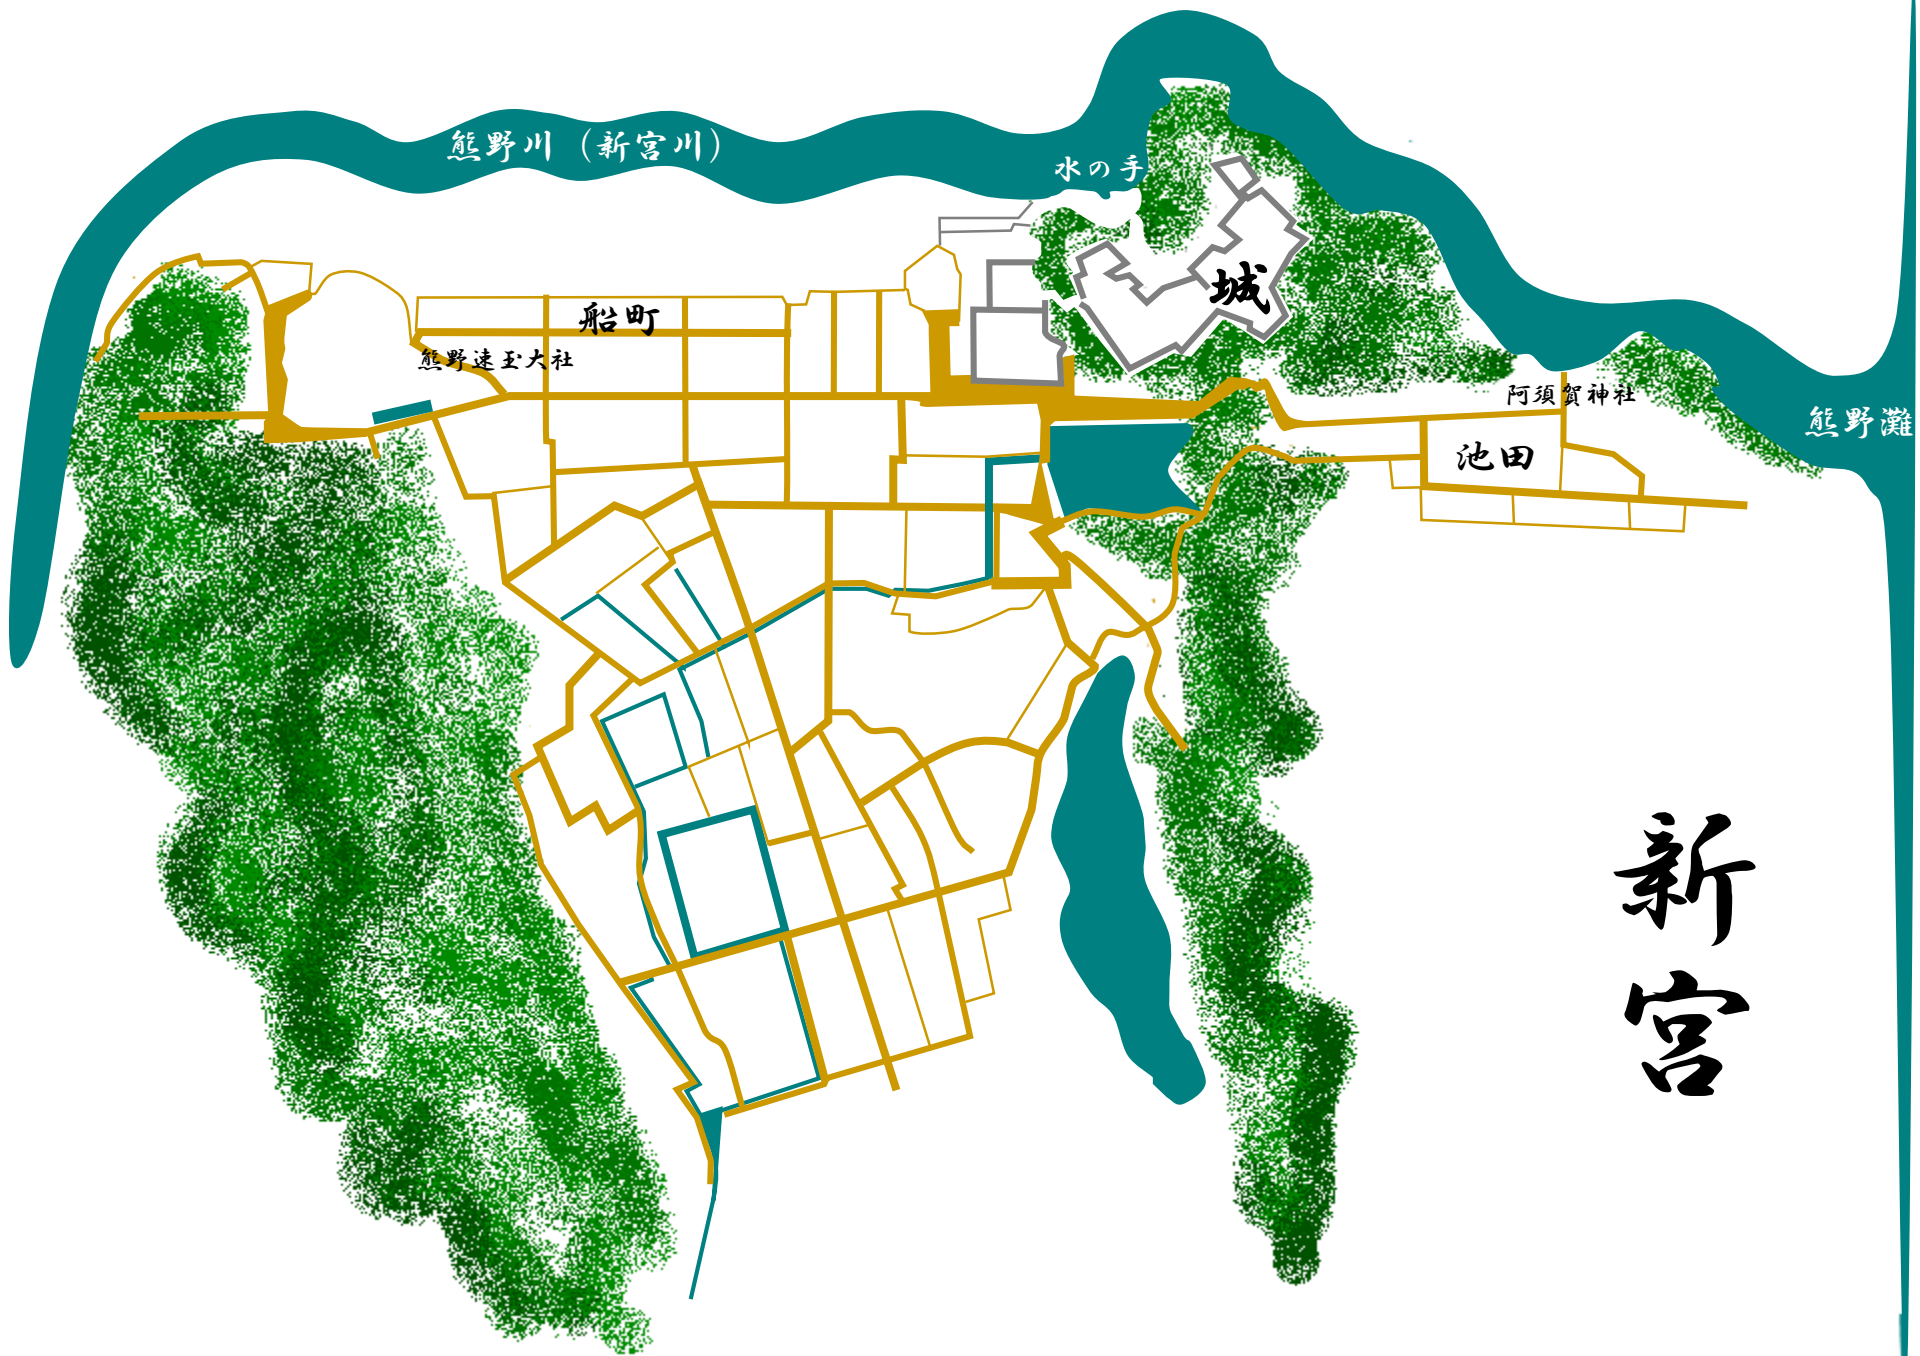 熊野川（新宮川）
水の手
城
船町
熊野速玉大社
阿須賀神社
熊野灘
池田
新宮